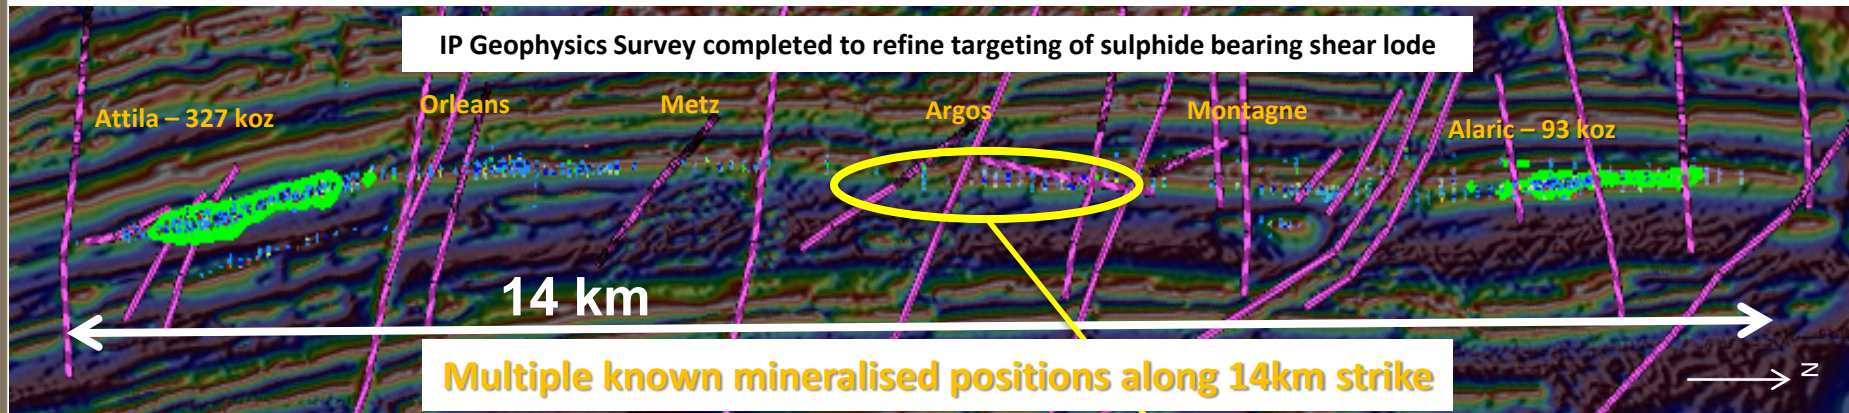 IP Geophysics Survey completed to refine targeting of sulphide bearing shear lode
Attila – 327 koz
Orleans
Metz
Argos
Montagne
Alaric – 93 koz
14 km
Multiple known mineralised positions along 14km strike
N